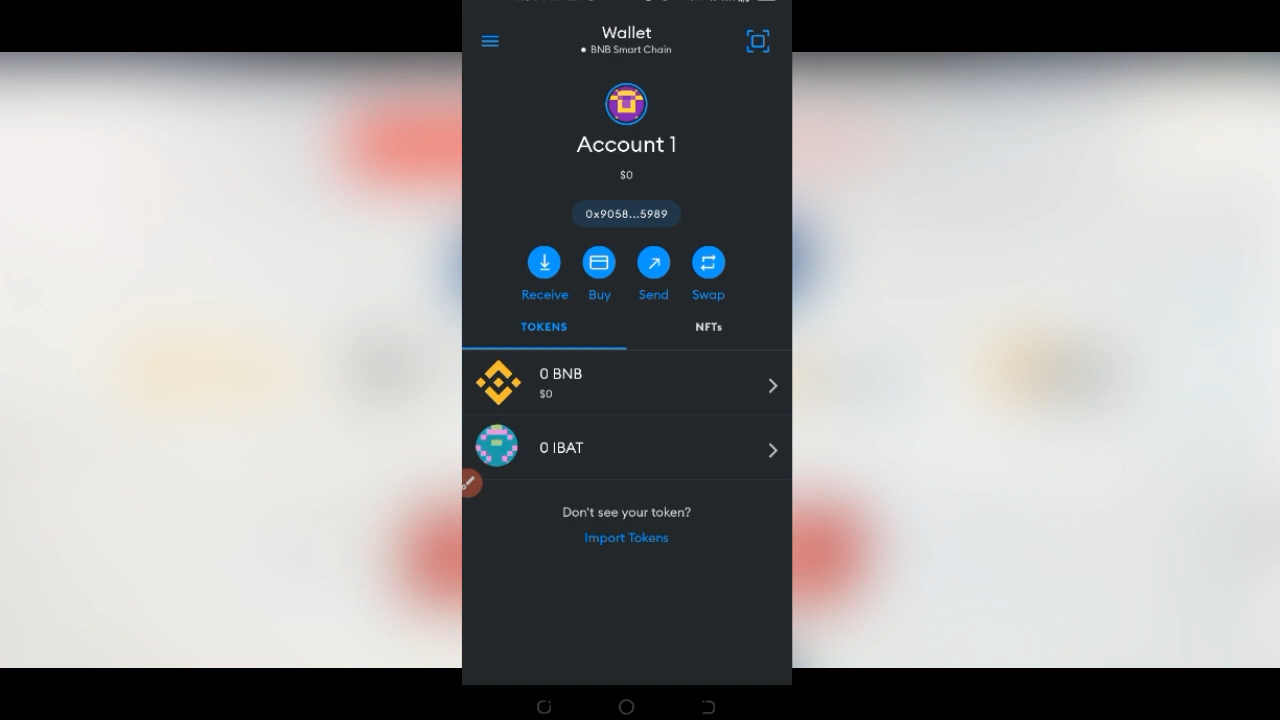 Wallet
● BNB Smart Chain
Account 1
$0
0x9058...5989
Receive Buy Send Swap
TOKENS NFTs
0 BNB
$0
0 IBAT
Don't see your token?
Import Tokens